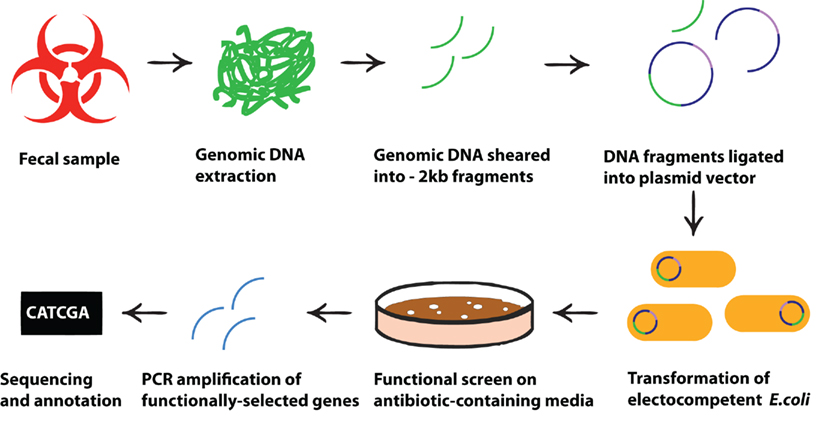 Fecal sample
Genomic DNA
extraction
Genomic DNA sheared
into - 2kb fragments
DNA fragments ligated
into plasmid vector
CATCGA
Sequencing
and annotation
PCR amplification of
functionally-selected genes
Functional screen on
antibiotic-containing media
Transformation of
electocompetent E.coli